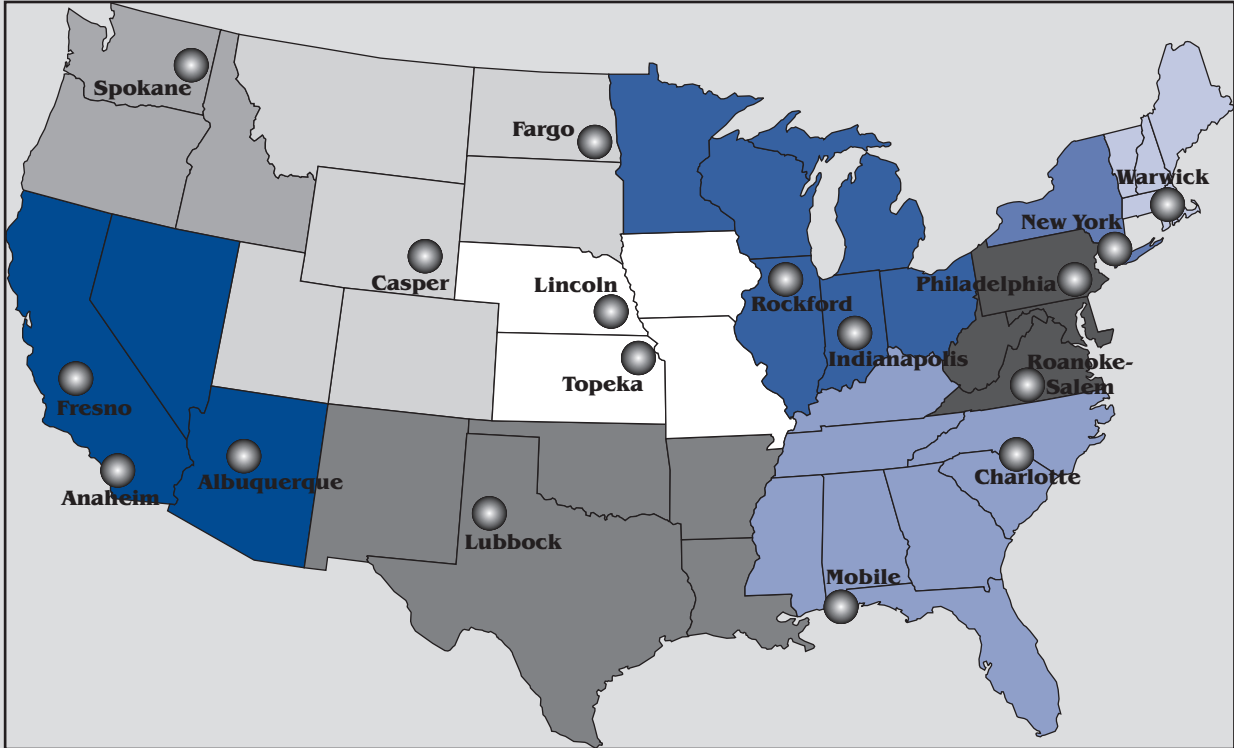 Spokane
Fargo
Warwick
New York
Casper
Lincoln
Philadelphia
Rockford
Indianapolis
Roanoke-
Salem
Topeka
Fresno
Charlotte
Albuquerque
Anaheim
Lubbock
Mobile